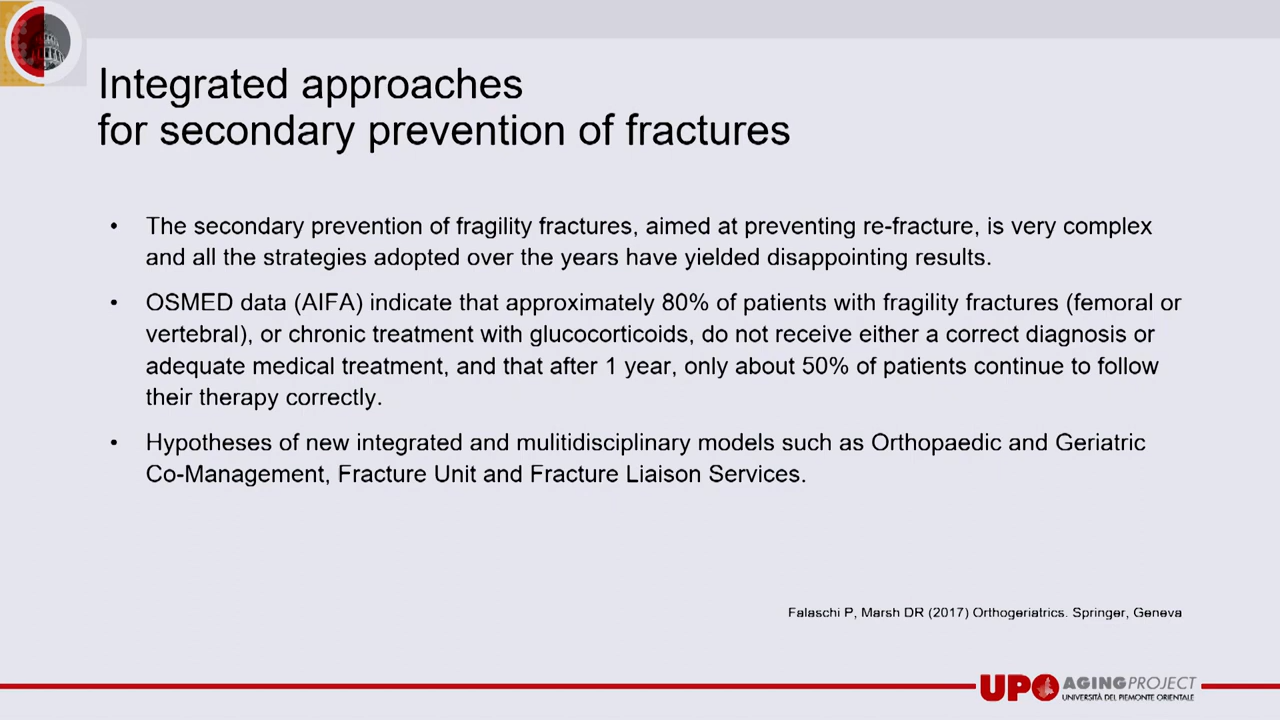 Integrated approaches
for secondary prevention of fractures
• The secondary prevention of fragility fractures, aimed at preventing re-fracture, is very complex
and all the strategies adopted over the years have yielded disappointing results.
• OSMED data (AIFA) indicate that approximately 80% of patients with fragility fractures (femoral or
vertebral), or chronic treatment with glucocorticoids, do not receive either a correct diagnosis or
adequate medical treatment, and that after 1 year, only about 50% of patients continue to follow
their therapy correctly.
• Hypotheses of new integrated and mulitidisciplinary models such as Orthopaedic and Geriatric
Co-Management, Fracture Unit and Fracture Liaison Services.
Falaschi P, Marsh DR (2017) Orthogeriatrics. Springer, Geneva
UPO AGINGPROJECT
UNIVERSITÀ DEL PIEMONTE ORIENTALE